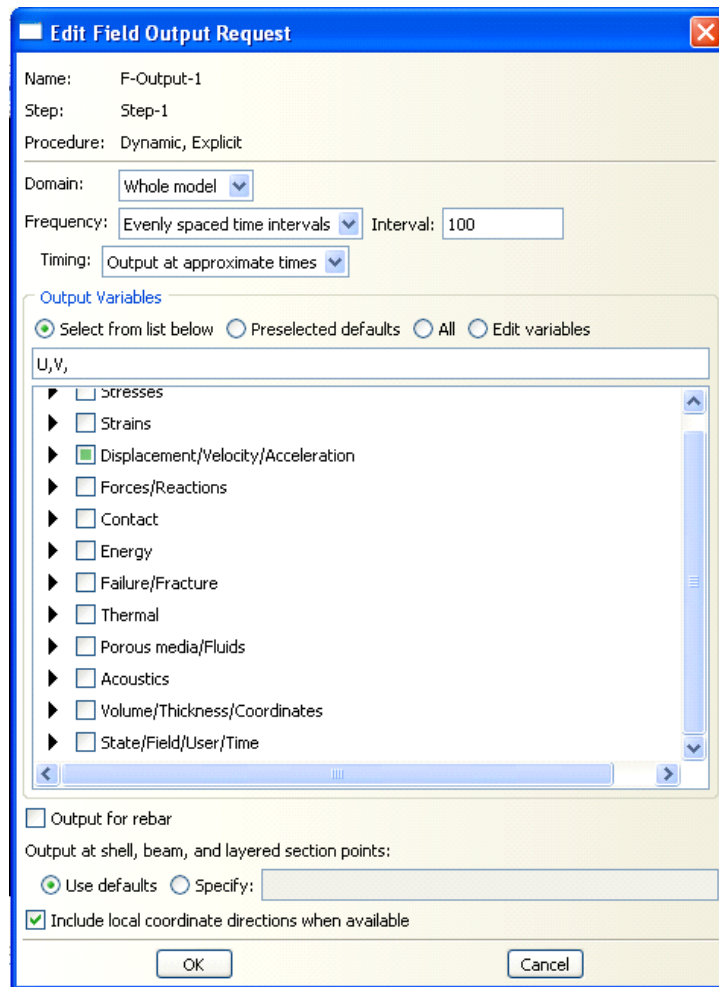 Edit Field Output Request
Name: F-Output-1
Step: Step-1
Procedure: Dynamic, Explicit
Domain: Whole model
Frequency: Evenly spaced time intervals Interval: 100
Timing: Output at approximate times
Output Variables
Select from list below Preselected defaults All Edit variables
U,V,
Stresses
Strains
Displacement/Velocity/Acceleration
Forces/Reactions
Contact
Energy
Failure/Fracture
Thermal
Porous media/Fluids
Acoustics
Volume/Thickness/Coordinates
State/Field/User/Time
Output for rebar
Output at shell, beam, and layered section points:
Use defaults Specify:
Include local coordinate directions when available
OK Cancel